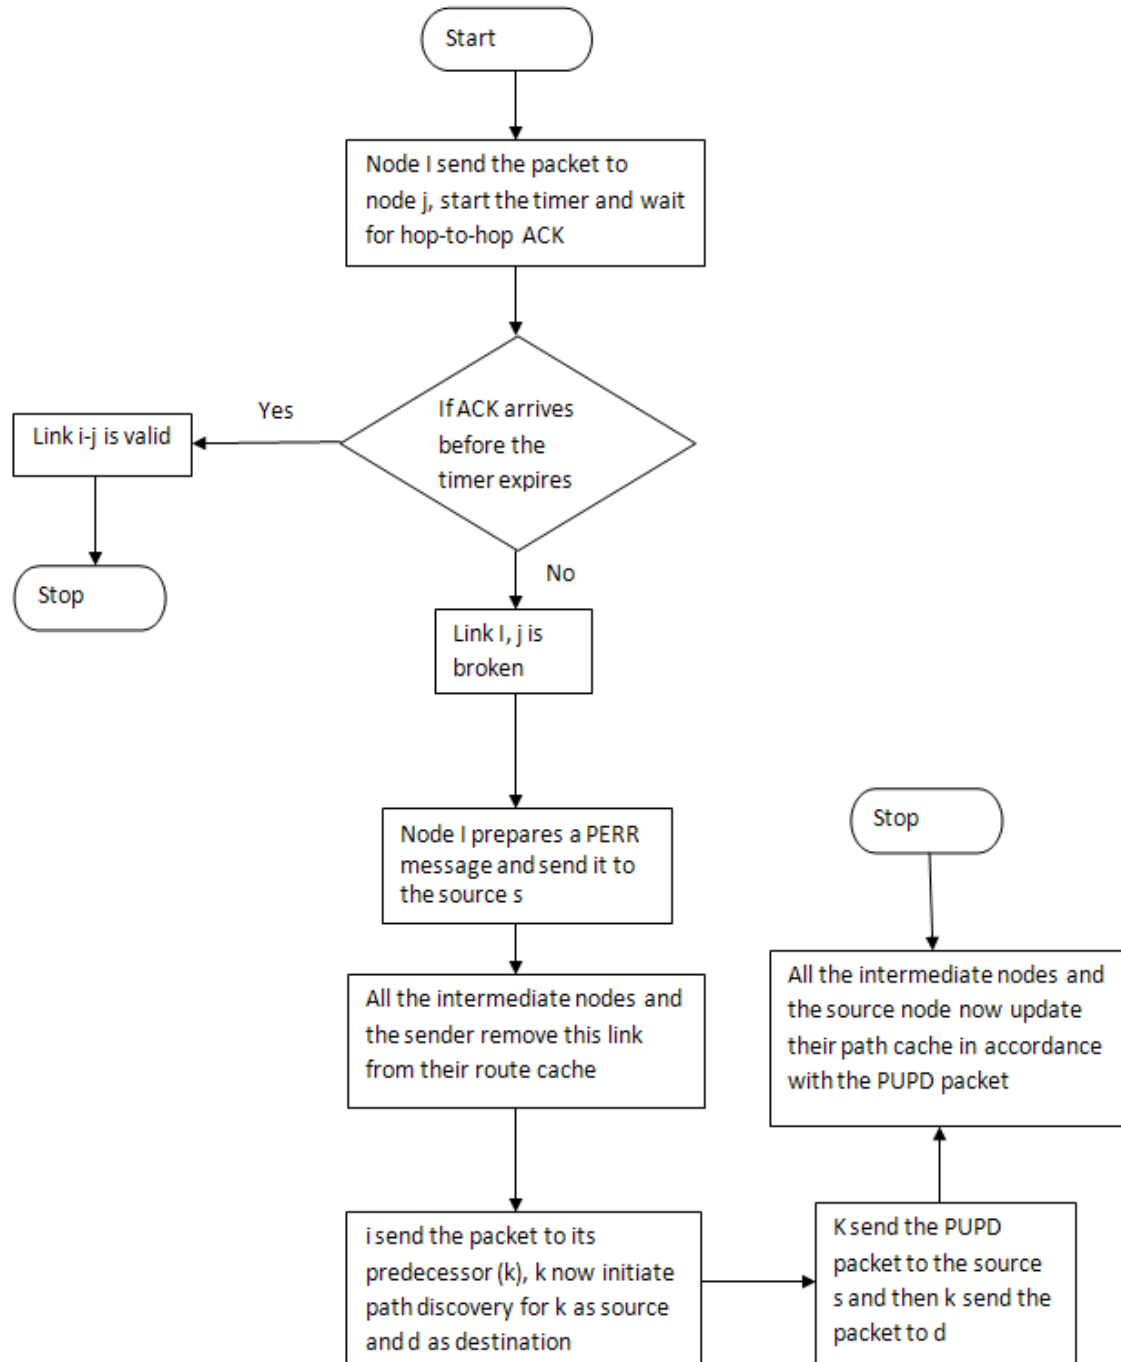 Start
Node I send the packet to
node j, start the timer and wait
for hop-to-hop ACK
If ACK arrives
before the
timer expires
Yes
Link i-j is valid
Stop
No
Link I, j is
broken
Node I prepares a PERR
message and send it to
the source s
All the intermediate nodes and
the sender remove this link
from their route cache
i send the packet to its
predecessor (k), k now initiate
path discovery for k as source
and d as destination
K send the PUPD
packet to the source
s and then k send the
packet to d
All the intermediate nodes and
the source node now update
their path cache in accordance
with the PUPD packet
Stop